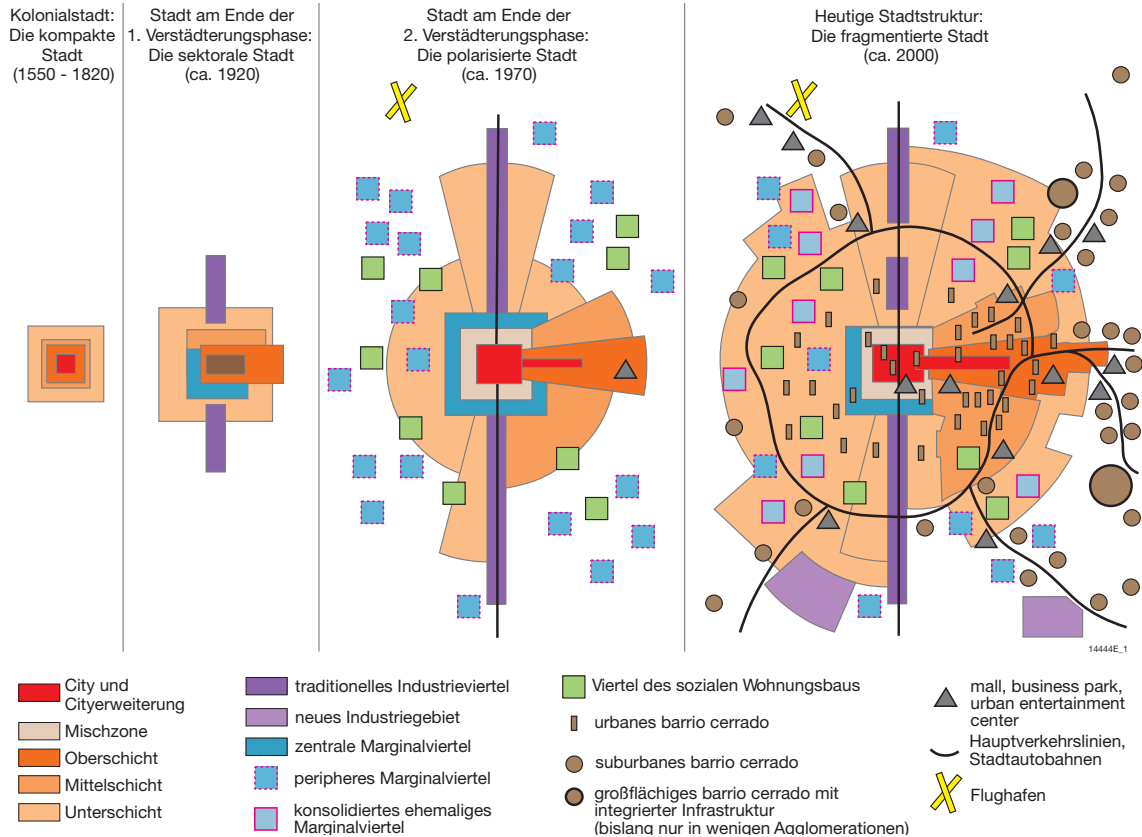 Kolonialstadt:
Die kompakte
Stadt
(1550 - 1820)
Stadt am Ende der
1. Verstädterungsphase:
Die sektorale Stadt
(ca. 1920)
Stadt am Ende der
2. Verstädterungsphase:
Die polarisierte Stadt
(ca. 1970)
Heutige Stadtstruktur:
Die fragmentierte Stadt
(ca. 2000)
14444E_1
City und
Cityerweiterung
Mischzone
Oberschicht
Mittelschicht
Unterschicht
traditionelles Industrieviertel
neues Industriegebiet
zentrale Marginalviertel
peripheres Marginalviertel
konsolidiertes ehemaliges
Marginalviertel
Viertel des sozialen Wohnungsbaus
urbanes barrio cerrado
suburbanes barrio cerrado
großflächiges barrio cerrado mit
integrierter Infrastruktur
(bislang nur in wenigen Agglomerationen)
mall, business park,
urban entertainment
center
Hauptverkehrslinien,
Stadtautobahnen
Flughafen